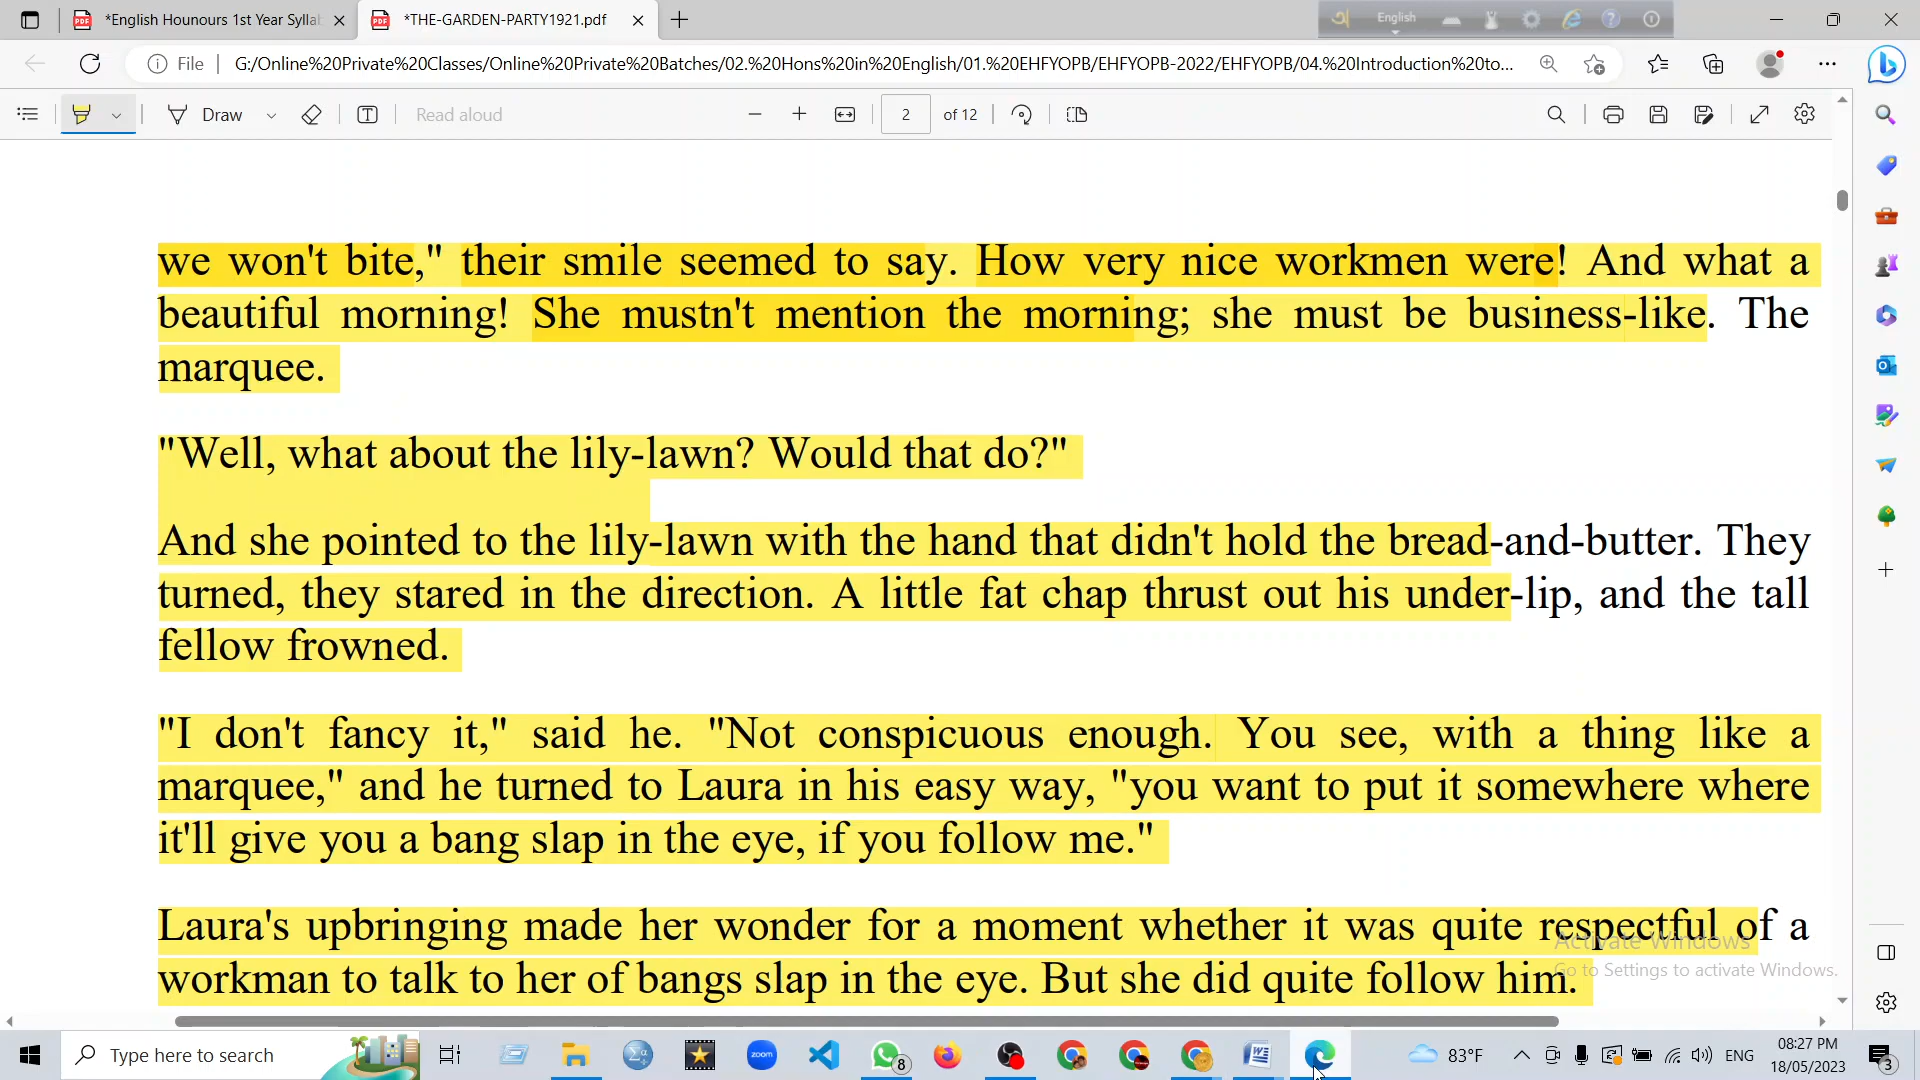 *English Hounours 1st Year Sylla
*THE-GARDEN-PARTY1921.pdf
English
File
G:/Online%20Private%20Classes/Online%20Private%20Batches/02.%20Hons%20in%20English/01.%20EHFYOPB/EHFYOPB-2022/EHFYOPB/04.%20Introduction%20to...
Draw
Read aloud
2
of 12
we won't bite," their smile seemed to say. How very nice workmen were! And what a
beautiful morning! She mustn't mention the morning; she must be business-like. The
marquee.
"Well, what about the lily-lawn? Would that do?"
And she pointed to the lily-lawn with the hand that didn't hold the bread-and-butter. They
turned, they stared in the direction. A little fat chap thrust out his under-lip, and the tall
fellow frowned.
"I don't fancy it," said he. "Not conspicuous enough. You see, with a thing like a
marquee," and he turned to Laura in his easy way, "you want to put it somewhere where
it'll give you a bang slap in the eye, if you follow me."
Laura's upbringing made her wonder for a moment whether it was quite respectful of a
workman to talk to her of bangs slap in the eye. But she did quite follow him.
Activate Windows
Go to Settings to activate Windows.
Type here to search
zoom
8
83°F
ENG
08:27 PM
18/05/2023
3